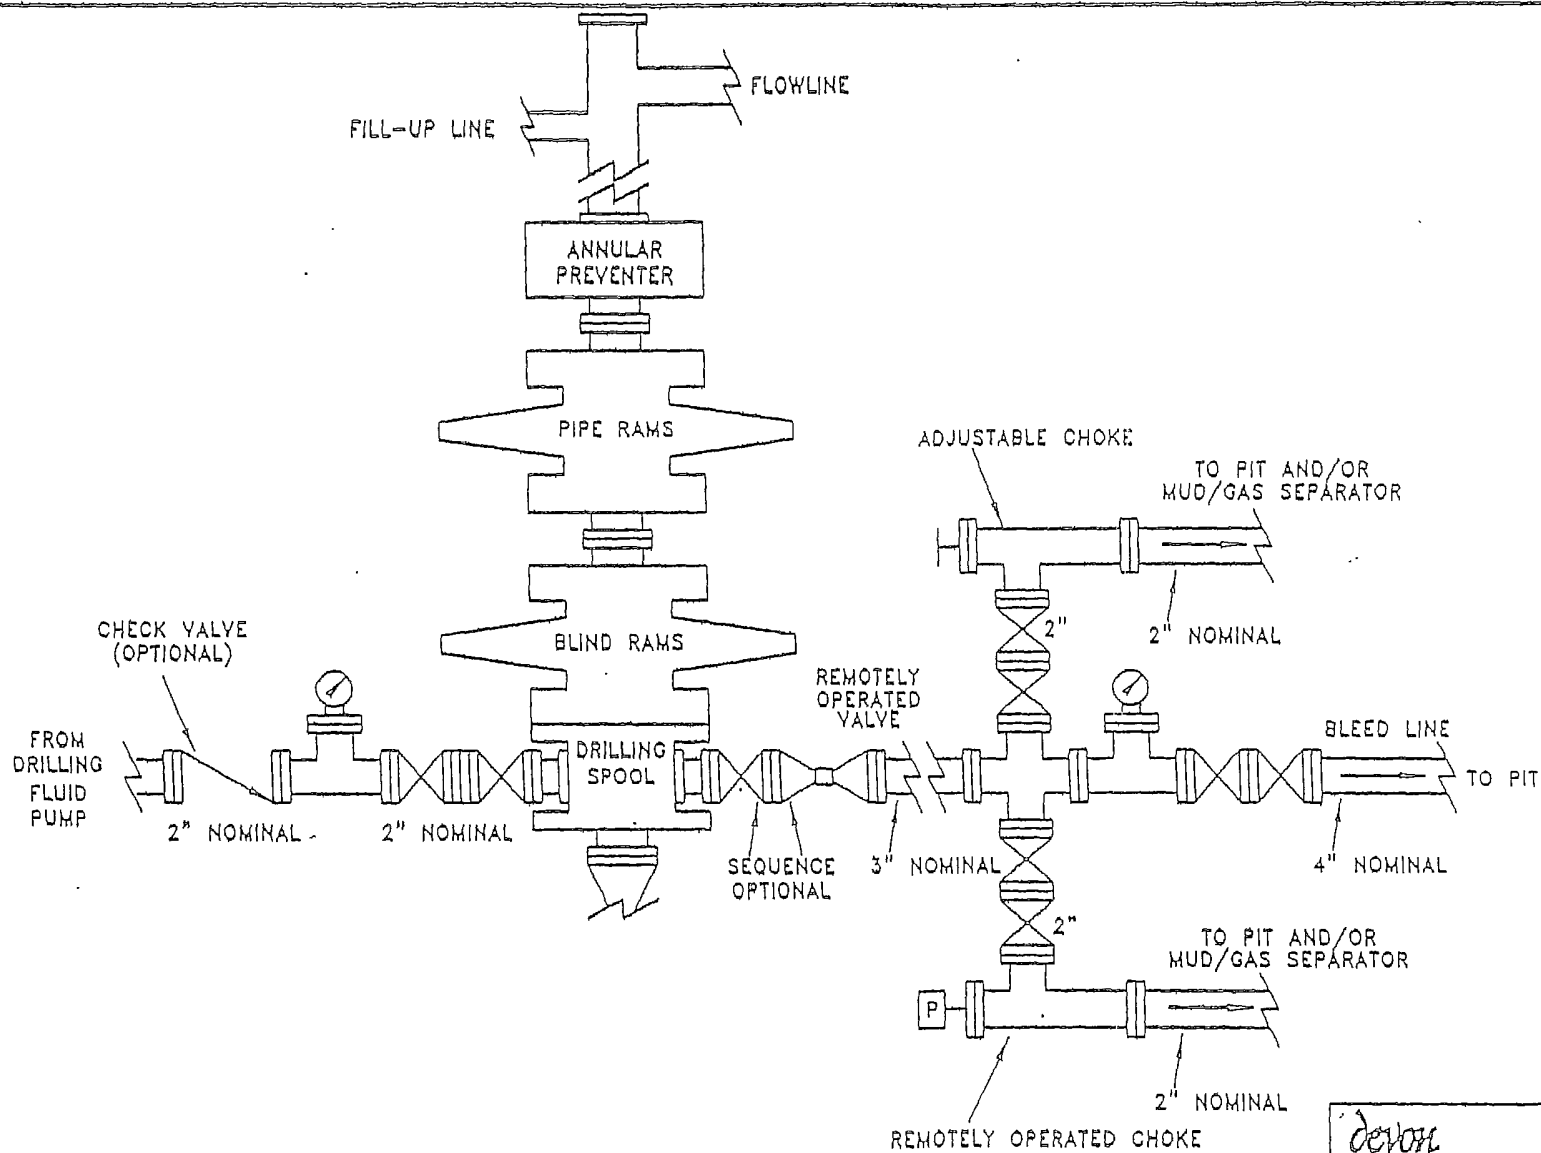 FLOWLINE
FILL-UP LINE
ANNULAR
PREVENTER
PIPE RAMS
ADJUSTABLE CHOKE
TO PIT AND/OR
MUD/GAS SEPARATOR
2" NOMINAL
2"
CHECK VALVE
(OPTIONAL)
BLIND RAMS
REMOTELY
OPERATED
VALVE
FROM
DRILLING
FLUID
PUMP
2" NOMINAL
2" NOMINAL
DRILLING
SPOOL
BLEED LINE
TO PIT
SEQUENCE
OPTIONAL
3" NOMINAL
4" NOMINAL
2"
TO PIT AND/OR
MUD/GAS SEPARATOR
P
2" NOMINAL
REMOTELY OPERATED CHOKE
devon